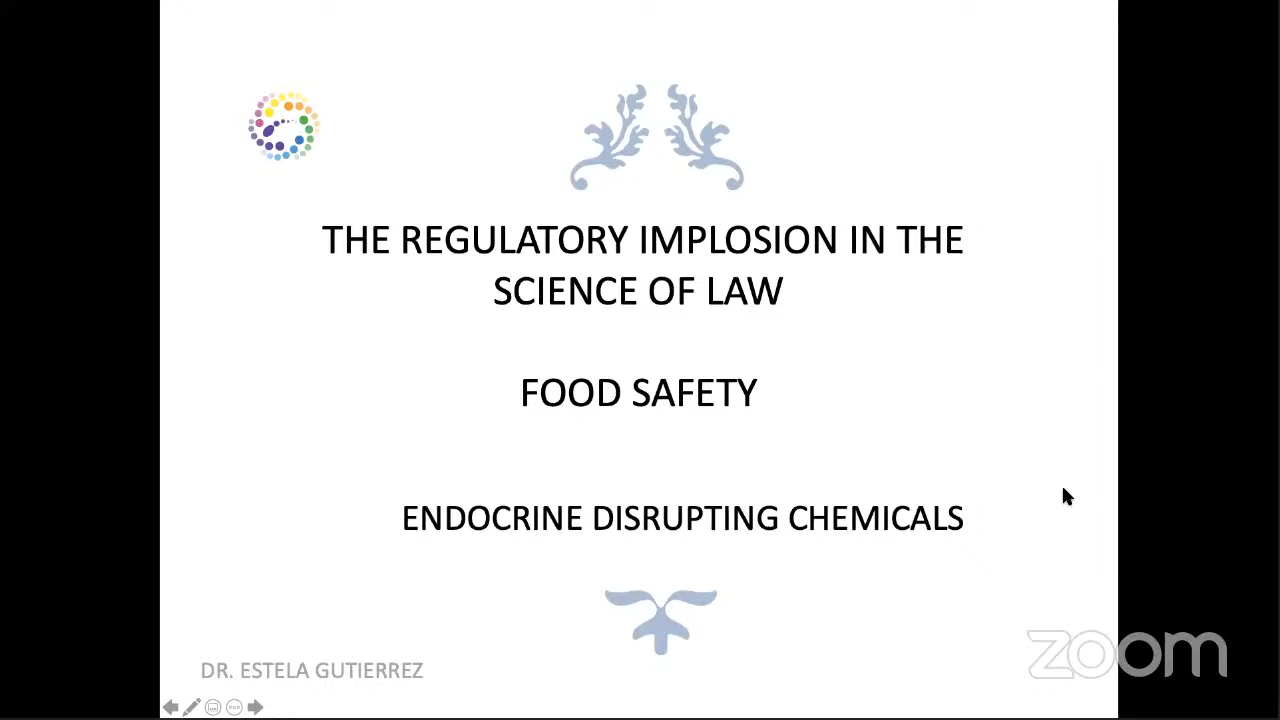 THE REGULATORY IMPLOSION IN THE
SCIENCE OF LAW
FOOD SAFETY
ENDOCRINE DISRUPTING CHEMICALS
DR. ESTELA GUTIERREZ
zoom